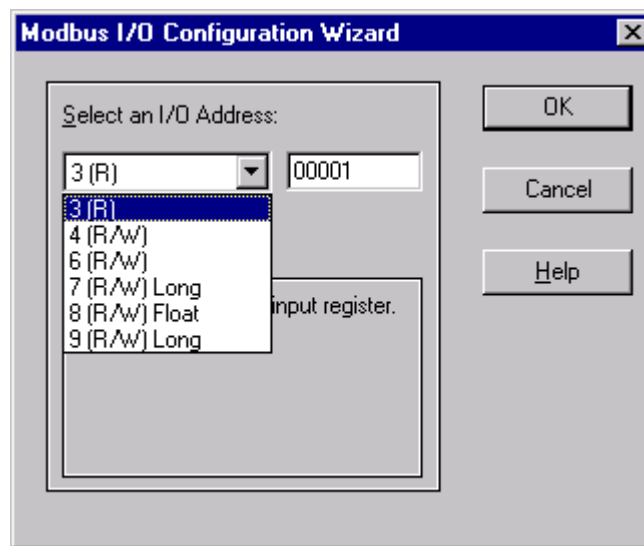 Modbus I/O Configuration Wizard
Select an I/O Address:
3 (R) 00001
3 (R)
4 (R/W)
6 (R/W)
7 (R/W) Long
8 (R/W) Float
9 (R/W) Long
input register.
OK
Cancel
Help